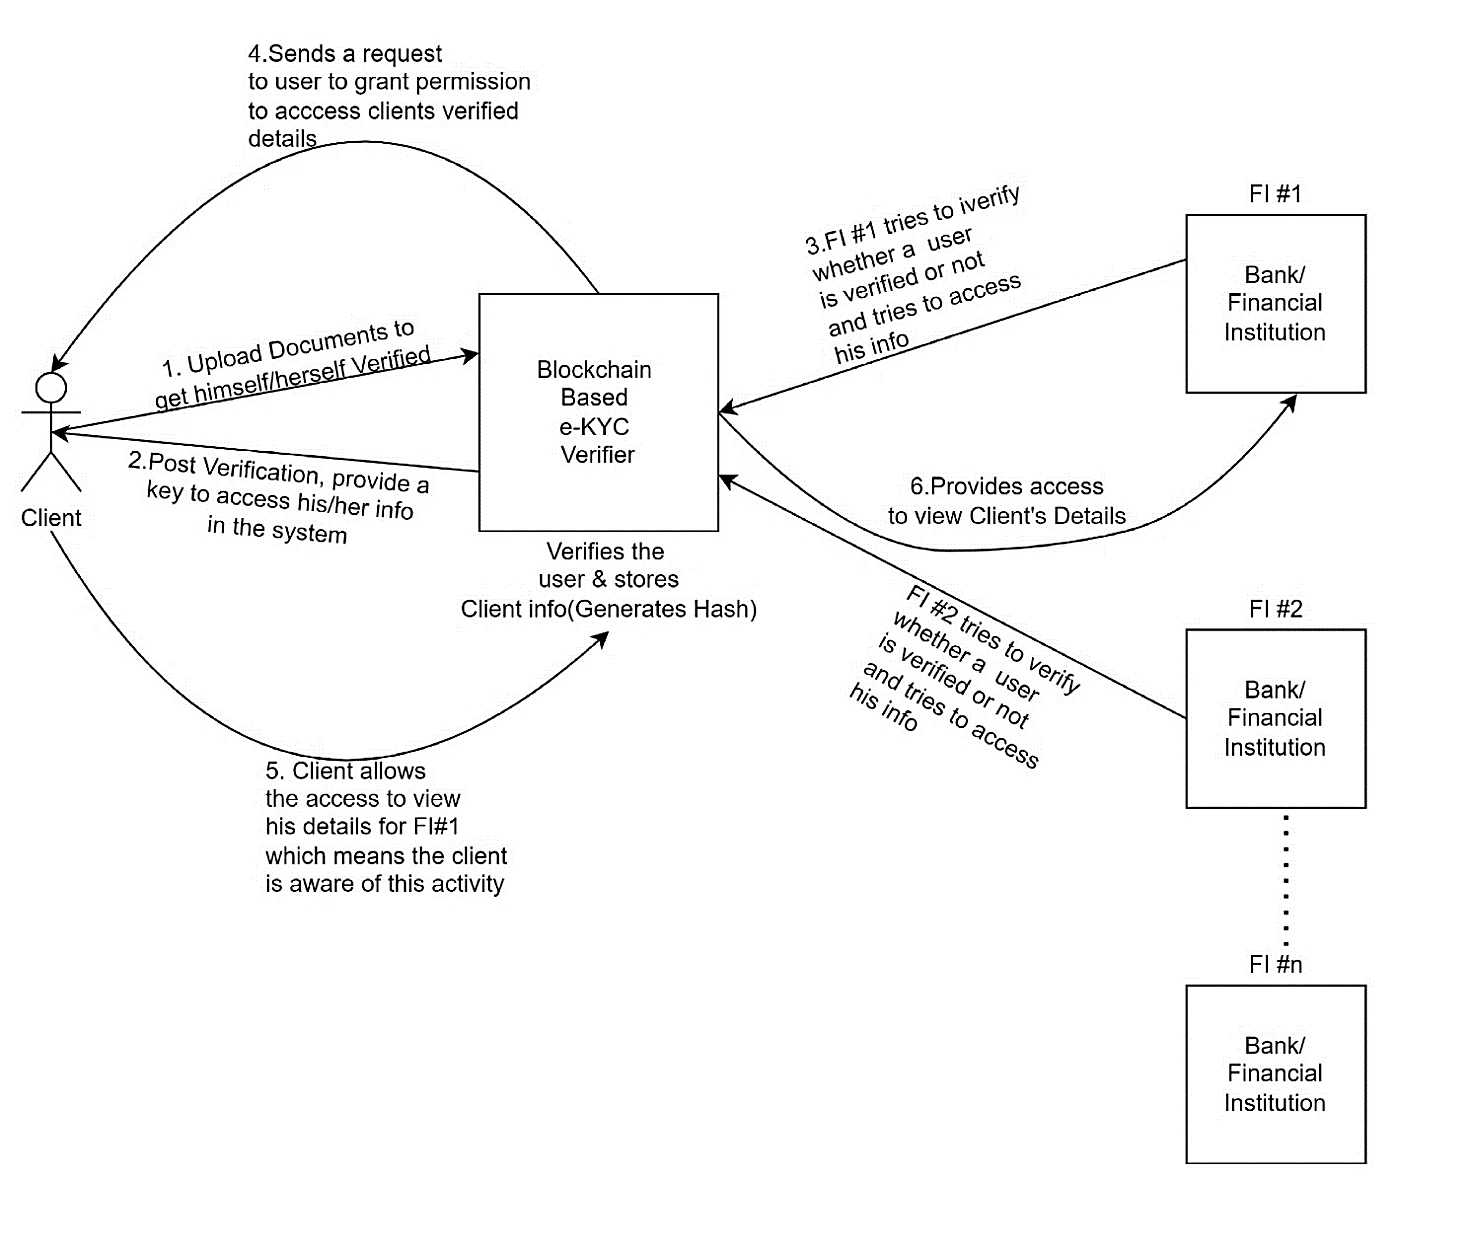 4.Sends a request
to user to grant permission
to acccess clients verified
details
FI #1
Bank/
Financial
Institution
3.FI #1 tries to iverify
whether a  user
is verified or not
and tries to access
his info
1. Upload Documents to
get himself/herself Verified
Blockchain
Based
e-KYC
Verifier
2.Post Verification, provide a
key to access his/her info
in the system
Client
6.Provides access
to view Client's Details
Verifies the
user & stores
Client info(Generates Hash)
FI #2 tries to verify
whether a  user
is verified or not
and tries to access
his info
FI #2
Bank/
Financial
Institution
5. Client allows
the access to view
his details for FI#1
which means the client
is aware of this activity
FI #n
Bank/
Financial
Institution